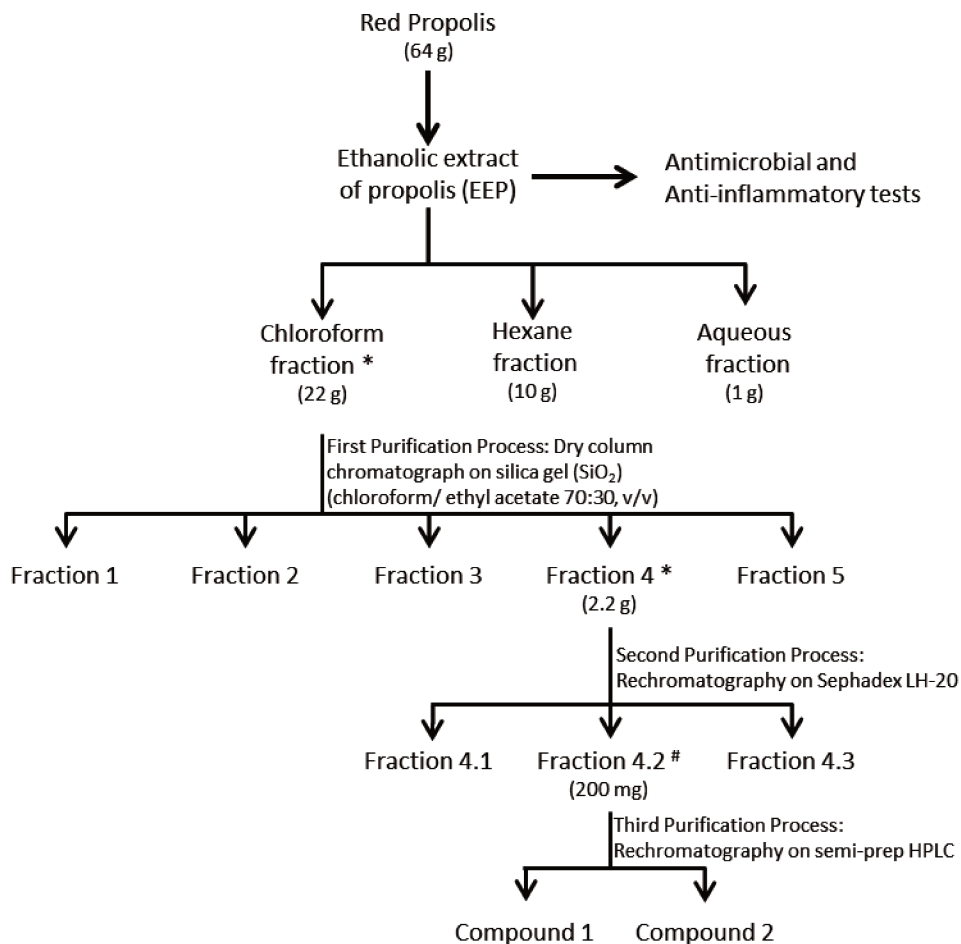 Red Propolis
(64 g)
Ethanolic extract
of propolis (EEP)
Antimicrobial and
Anti-inflammatory tests
Chloroform
fraction *
(22 g)
Hexane
fraction
(10 g)
Aqueous
fraction
(1 g)
First Purification Process: Dry column
chromatograph on silica gel (SiO₂)
(chloroform/ ethyl acetate 70:30, v/v)
Fraction 1
Fraction 2
Fraction 3
Fraction 4 *
(2.2 g)
Fraction 5
Second Purification Process:
Rechromatography on Sephadex LH-20
Fraction 4.1
Fraction 4.2 #
(200 mg)
Fraction 4.3
Third Purification Process:
Rechromatography on semi-prep HPLC
Compound 1
Compound 2